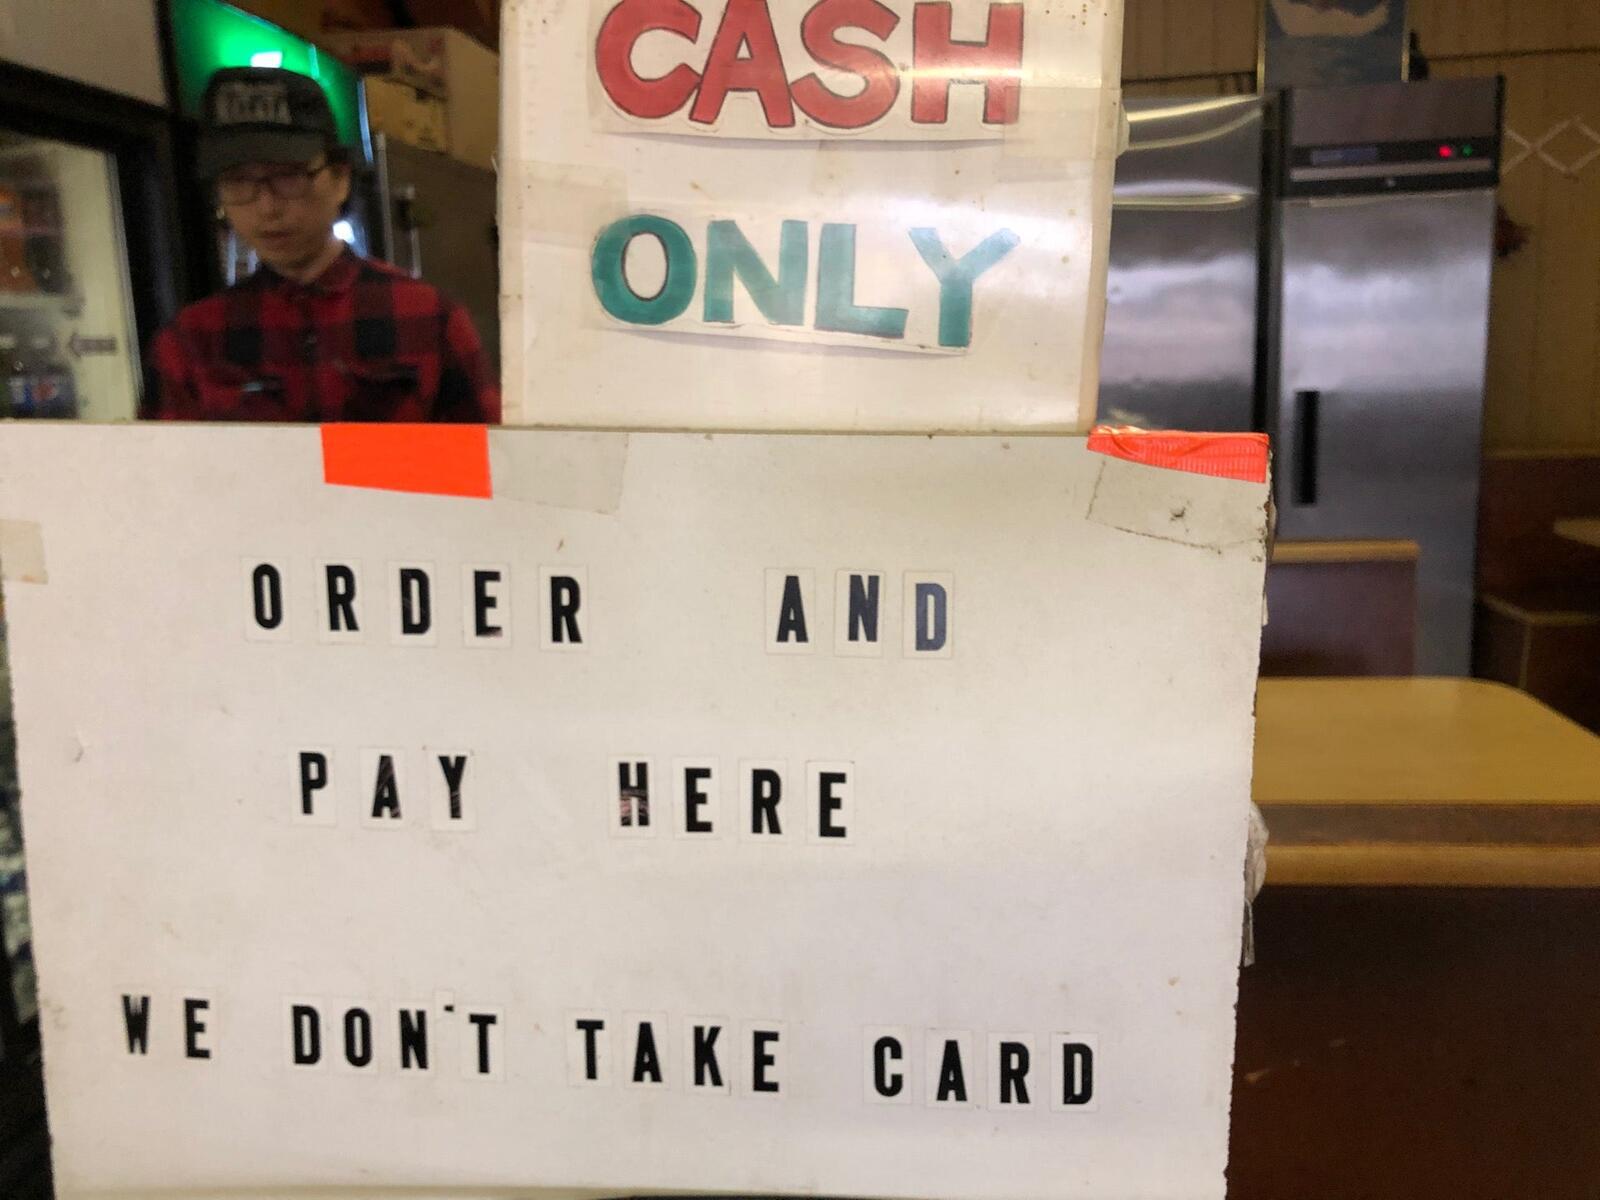 CASH
ONLY
ORDER AND
PAY HERE
WE DON'T TAKE CARD